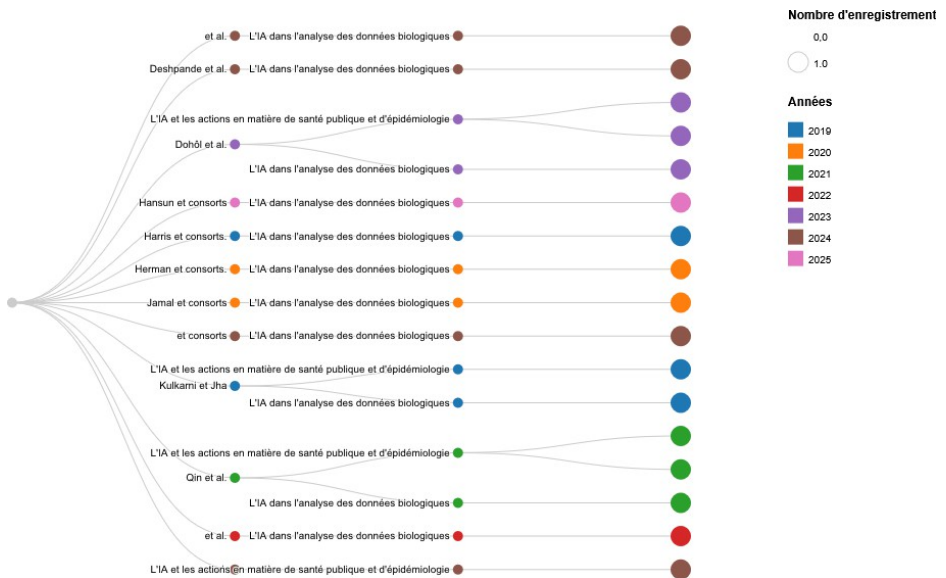 Nombre d'enregistrement
0,0
1.0
Années
2019
2020
2021
2022
2023
2024
2025
et al. L'IA dans l'analyse des données biologiques
Deshpande et al. L'IA dans l'analyse des données biologiques
L'IA et les actions en matière de santé publique et d'épidémiologie
Dohôl et al.
L'IA dans l'analyse des données biologiques
Hansun et consorts L'IA dans l'analyse des données biologiques
Harris et consorts. L'IA dans l'analyse des données biologiques
Herman et consorts. L'IA dans l'analyse des données biologiques
Jamal et consorts L'IA dans l'analyse des données biologiques
et consorts L'IA dans l'analyse des données biologiques
L'IA et les actions en matière de santé publique et d'épidémiologie
Kulkarni et Jha
L'IA dans l'analyse des données biologiques
L'IA et les actions en matière de santé publique et d'épidémiologie
Qin et al.
L'IA dans l'analyse des données biologiques
et al. L'IA dans l'analyse des données biologiques
L'IA et les actions en matière de santé publique et d'épidémiologie